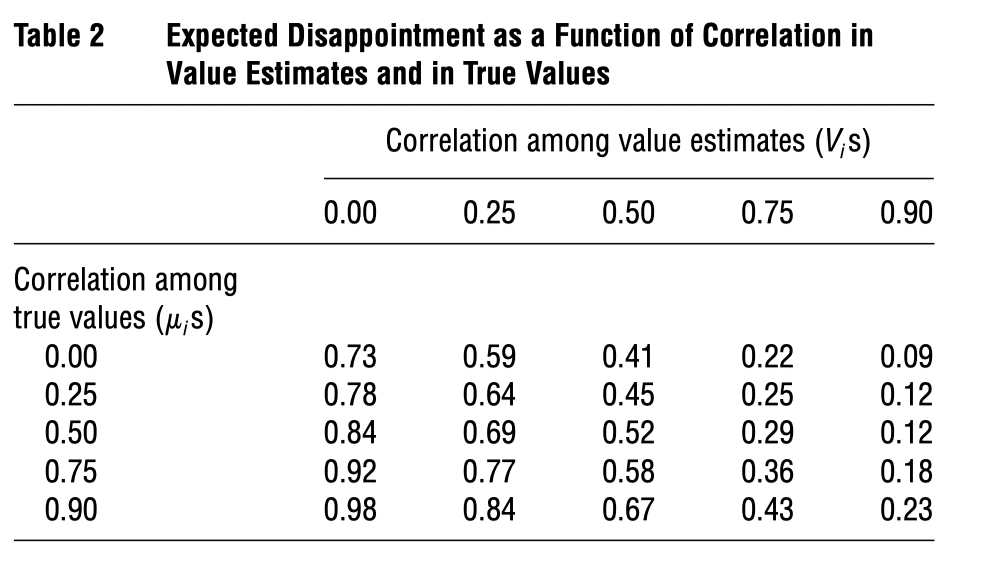 Table 2 Expected Disappointment as a Function of Correlation in
Value Estimates and in True Values
Correlation among value estimates (Vᵢs)
0.00 0.25 0.50 0.75 0.90
Correlation among
true values (μᵢs)
0.00 0.73 0.59 0.41 0.22 0.09
0.25 0.78 0.64 0.45 0.25 0.12
0.50 0.84 0.69 0.52 0.29 0.12
0.75 0.92 0.77 0.58 0.36 0.18
0.90 0.98 0.84 0.67 0.43 0.23